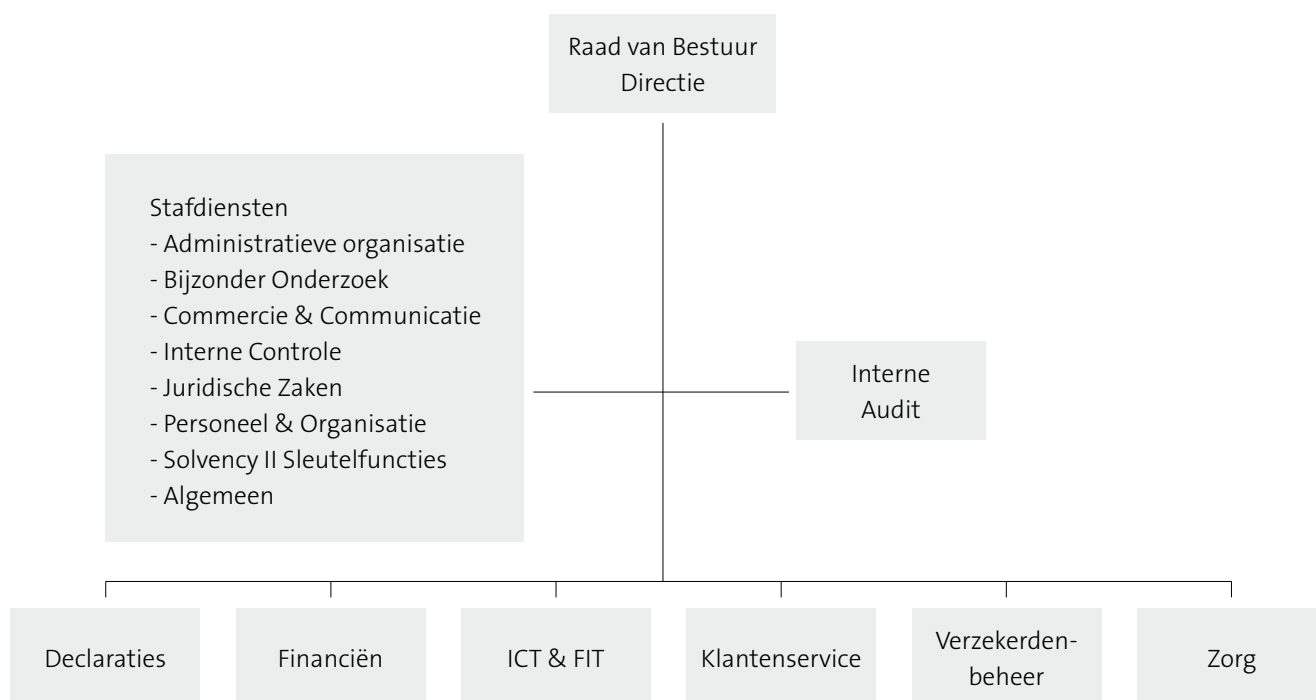 Raad van Bestuur
Directie
Stafdiensten
- Administratieve organisatie
- Bijzonder Onderzoek
- Commercie & Communicatie
- Interne Controle
- Juridische Zaken
- Personeel & Organisatie
- Solvency II Sleutelfuncties
- Algemeen
Interne
Audit
Declaraties
Financiën
ICT & FIT
Klantenservice
Verzekerden-
beheer
Zorg